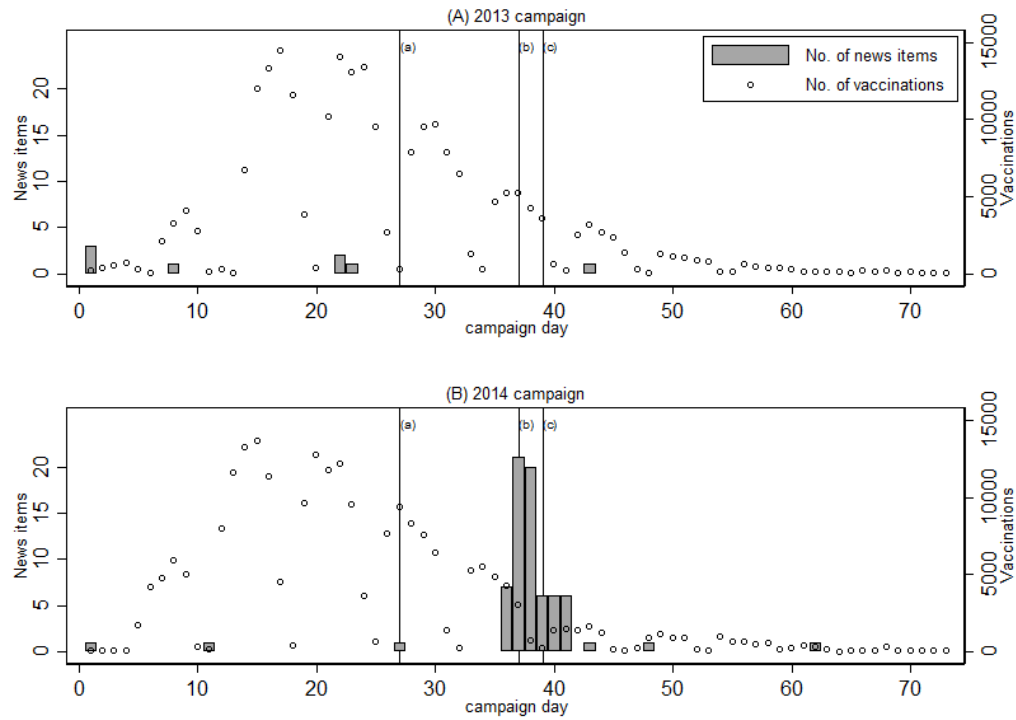 (A) 2013 campaign
(a)
(b)
(c)
No. of news items
No. of vaccinations
News items
0
5
10
15
20
Vaccinations
0
5000
10000
15000
0 10 20 30 40 50 60 70
campaign day
(B) 2014 campaign
(a)
(b)
(c)
News items
0
5
10
15
20
Vaccinations
0
5000
10000
15000
0 10 20 30 40 50 60 70
campaign day